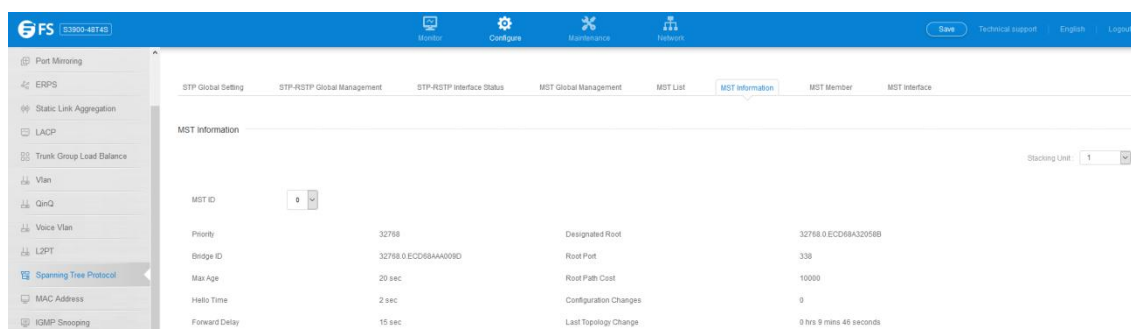 FS S3900-48T4S
Monitor
Configure
Maintenance
Network
Save
Technical support
English
Logout
Port Mirroring
ERPS
Static Link Aggregation
LACP
Trunk Group Load Balance
Vlan
QinQ
Voice Vlan
L2PT
Spanning Tree Protocol
MAC Address
IGMP Snooping
STP Global Setting
STP-RSTP Global Management
STP-RSTP Interface Status
MST Global Management
MST List
MST Information
MST Member
MST Interface
MST Information
Stacking Unit : 1
MST ID 0
Priority 32768 Designated Root 32768.0.ECD68A32058B
Bridge ID 32768.0.ECD68AAA009D Root Port 338
Max Age 20 sec Root Path Cost 10000
Hello Time 2 sec Configuration Changes 0
Forward Delay 15 sec Last Topology Change 0 hrs 9 mins 46 seconds